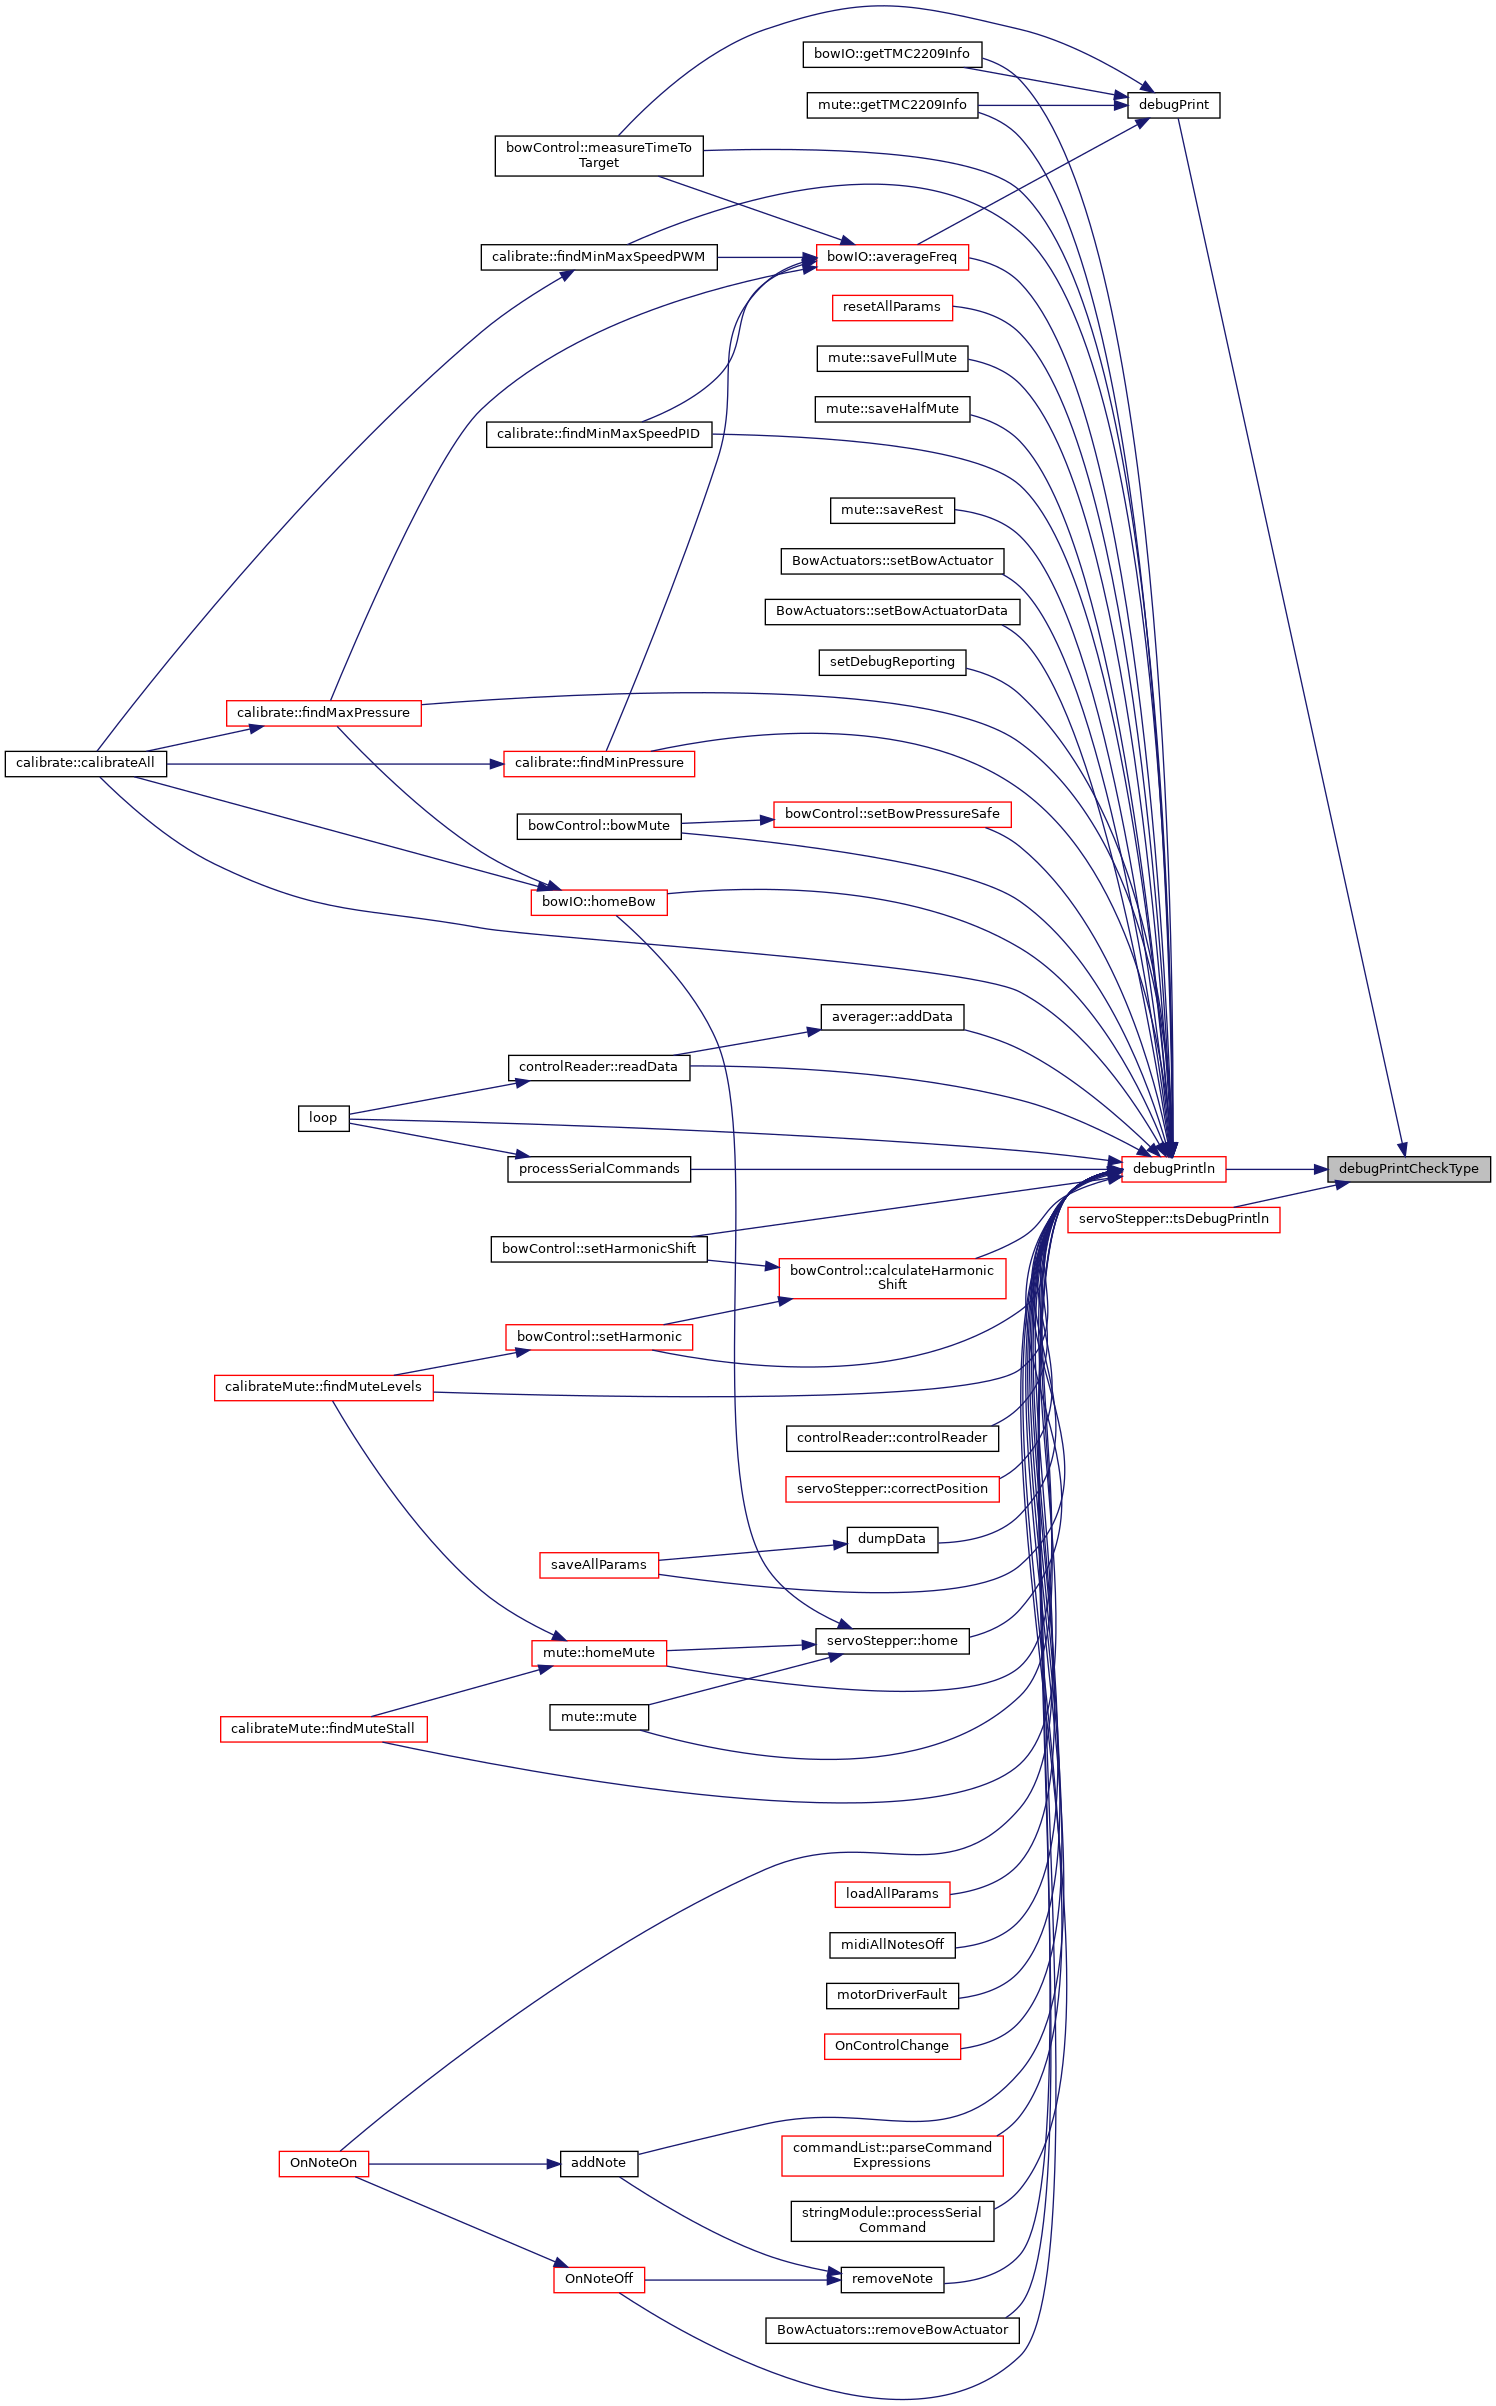 bowIO::getTMC2209Info
mute::getTMC2209Info
debugPrint
bowControl::measureTimeTo
Target
calibrate::findMinMaxSpeedPWM
bowIO::averageFreq
resetAllParams
mute::saveFullMute
mute::saveHalfMute
calibrate::findMinMaxSpeedPID
mute::saveRest
BowActuators::setBowActuator
BowActuators::setBowActuatorData
setDebugReporting
calibrate::findMaxPressure
calibrate::calibrateAll
calibrate::findMinPressure
bowControl::setBowPressureSafe
bowControl::bowMute
bowIO::homeBow
averager::addData
controlReader::readData
loop
processSerialCommands
debugPrintln
debugPrintCheckType
servoStepper::tsDebugPrintln
bowControl::setHarmonicShift
bowControl::calculateHarmonic
Shift
bowControl::setHarmonic
calibrateMute::findMuteLevels
controlReader::controlReader
servoStepper::correctPosition
dumpData
saveAllParams
servoStepper::home
mute::homeMute
mute::mute
calibrateMute::findMuteStall
loadAllParams
midiAllNotesOff
motorDriverFault
OnControlChange
commandList::parseCommand
Expressions
OnNoteOn
addNote
stringModule::processSerial
Command
OnNoteOff
removeNote
BowActuators::removeBowActuator